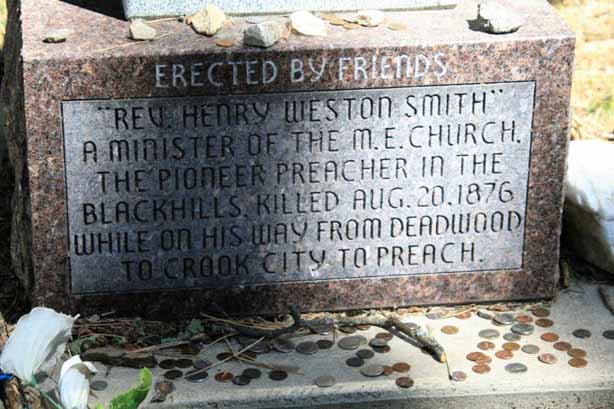 ERECTED BY FRIENDS
"REV. HENRY WESTON SMITH"
A MINISTER OF THE M.E. CHURCH.
THE PIONEER PREACHER IN THE
BLACKHILLS. KILLED AUG. 20. 1876
WHILE ON HIS WAY FROM DEADWOOD
TO CROOK CITY TO PREACH.